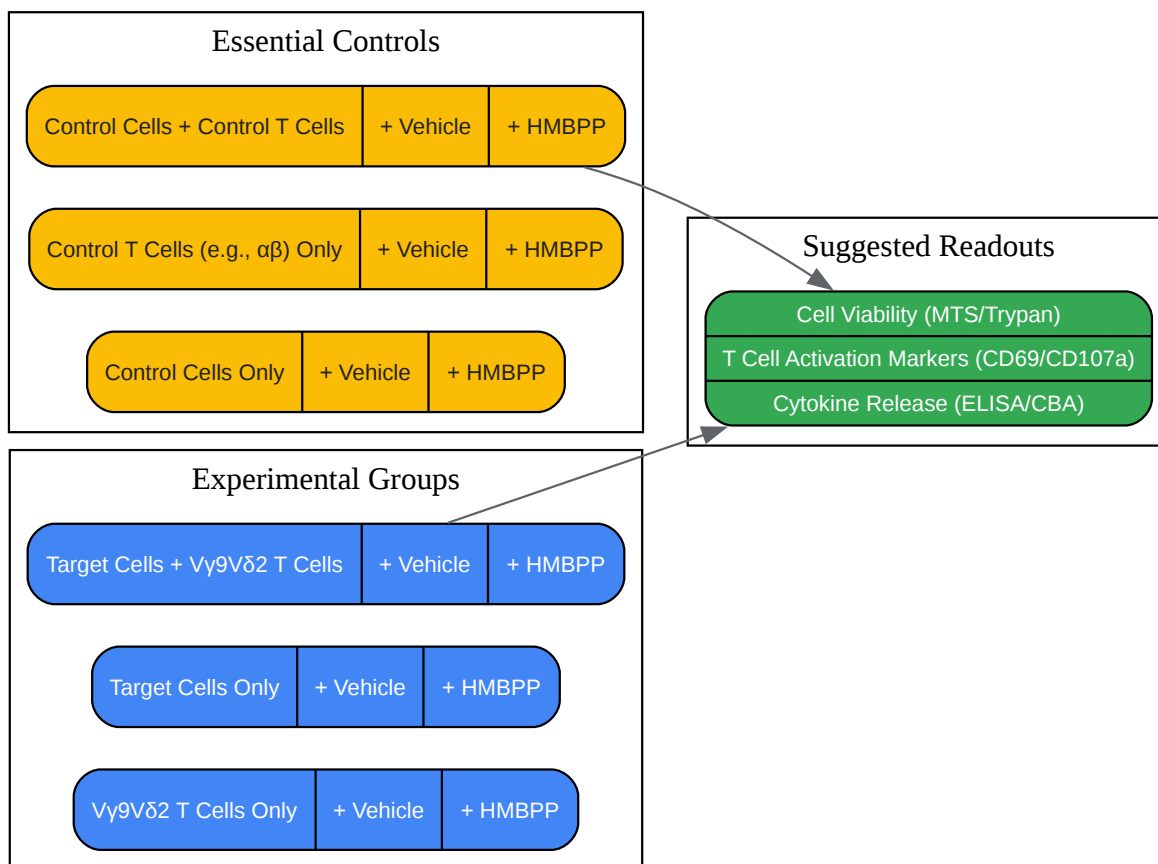 Essential Controls
Control Cells + Control T Cells + Vehicle + HMBPP
Control T Cells (e.g., αβ) Only + Vehicle + HMBPP
Control Cells Only + Vehicle + HMBPP
Suggested Readouts
Cell Viability (MTS/Trypan)
T Cell Activation Markers (CD69/CD107a)
Cytokine Release (ELISA/CBA)
Experimental Groups
Target Cells + Vγ9Vδ2 T Cells + Vehicle + HMBPP
Target Cells Only + Vehicle + HMBPP
Vγ9Vδ2 T Cells Only + Vehicle + HMBPP